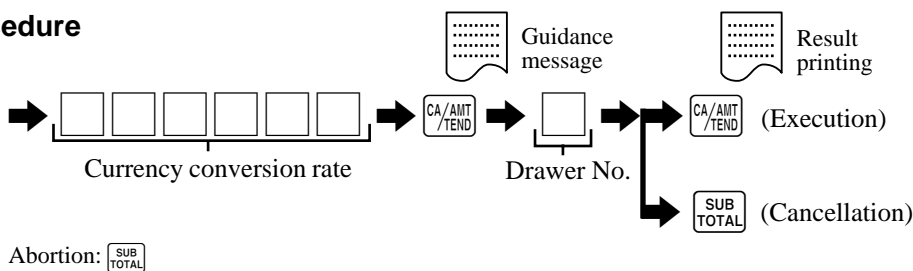 edure
Guidance
message
Result
printing
CA/AMT
/TEND
CA/AMT
/TEND
(Execution)
Currency conversion rate
Drawer No.
SUB
TOTAL
(Cancellation)
Abortion: SUB
TOTAL